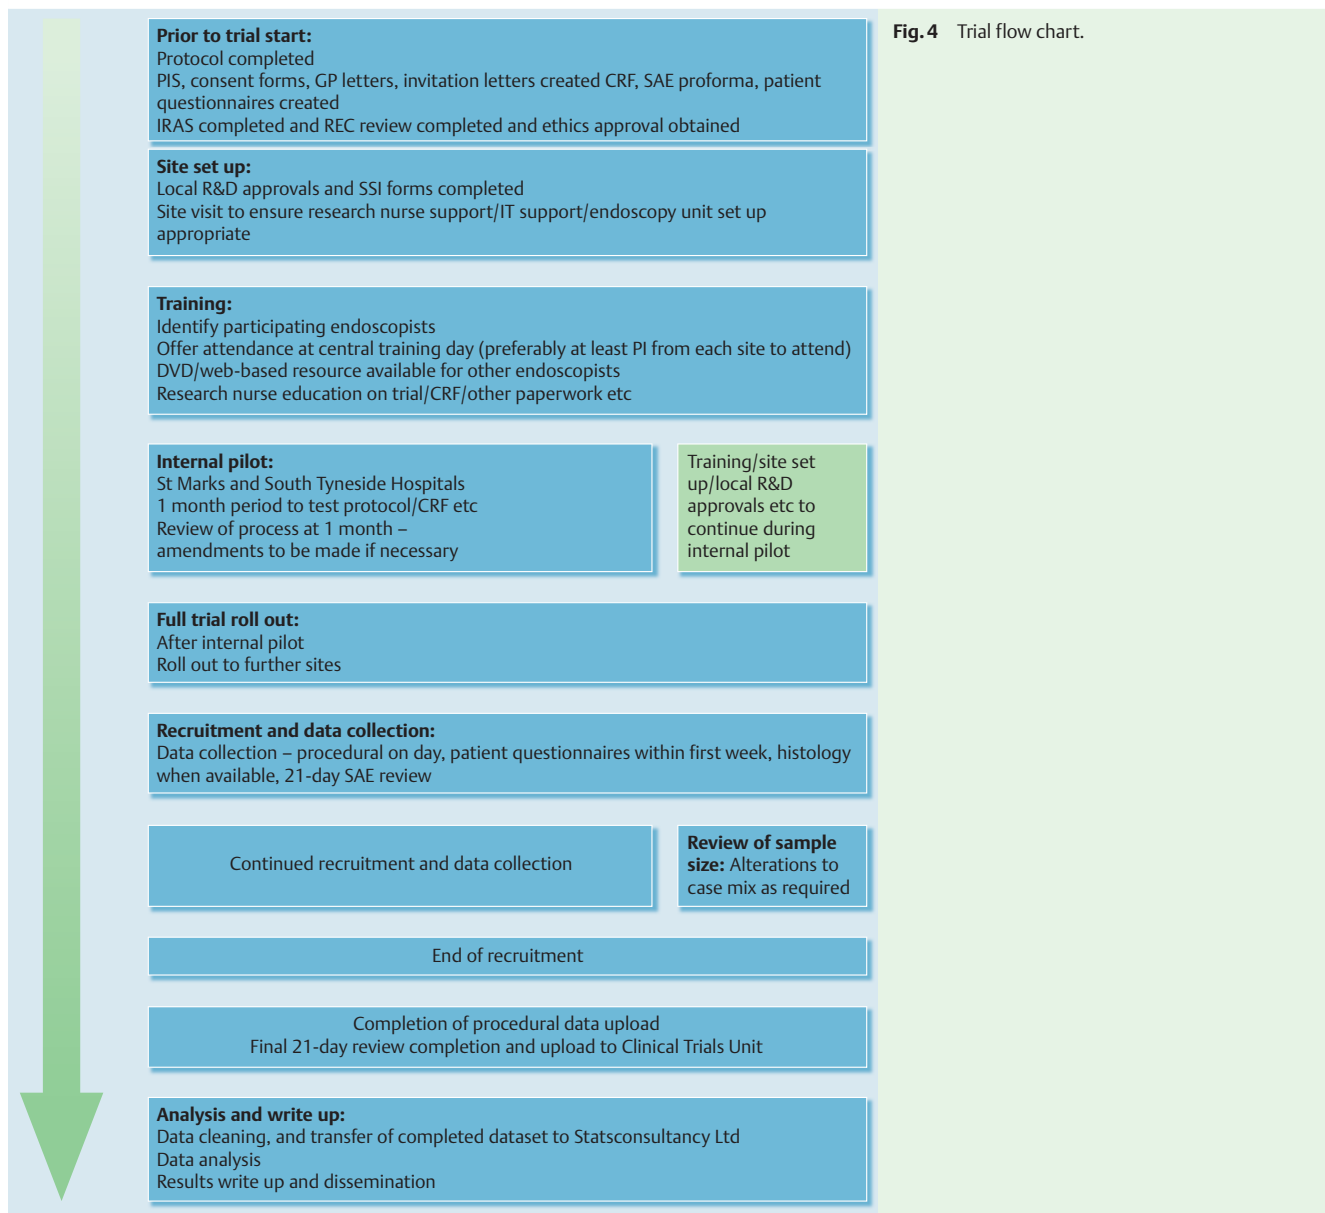 Prior to trial start:
Protocol completed
PIS, consent forms, GP letters, invitation letters created CRF, SAE proforma, patient
questionnaires created
IRAS completed and REC review completed and ethics approval obtained
Site set up:
Local R&D approvals and SSI forms completed
Site visit to ensure research nurse support/IT support/endoscopy unit set up
appropriate
Training:
Identify participating endoscopists
Offer attendance at central training day (preferably at least PI from each site to attend)
DVD/web-based resource available for other endoscopists
Research nurse education on trial/CRF/other paperwork etc
Internal pilot:
St Marks and South Tyneside Hospitals
1 month period to test protocol/CRF etc
Review of process at 1 month –
amendments to be made if necessary
Training/site set
up/local R&D
approvals etc to
continue during
internal pilot
Full trial roll out:
After internal pilot
Roll out to further sites
Recruitment and data collection:
Data collection – procedural on day, patient questionnaires within first week, histology
when available, 21-day SAE review
Continued recruitment and data collection
Review of sample
size: Alterations to
case mix as required
End of recruitment
Completion of procedural data upload
Final 21-day review completion and upload to Clinical Trials Unit
Analysis and write up:
Data cleaning, and transfer of completed dataset to Statsconsultancy Ltd
Data analysis
Results write up and dissemination
Fig. 4 Trial flow chart.